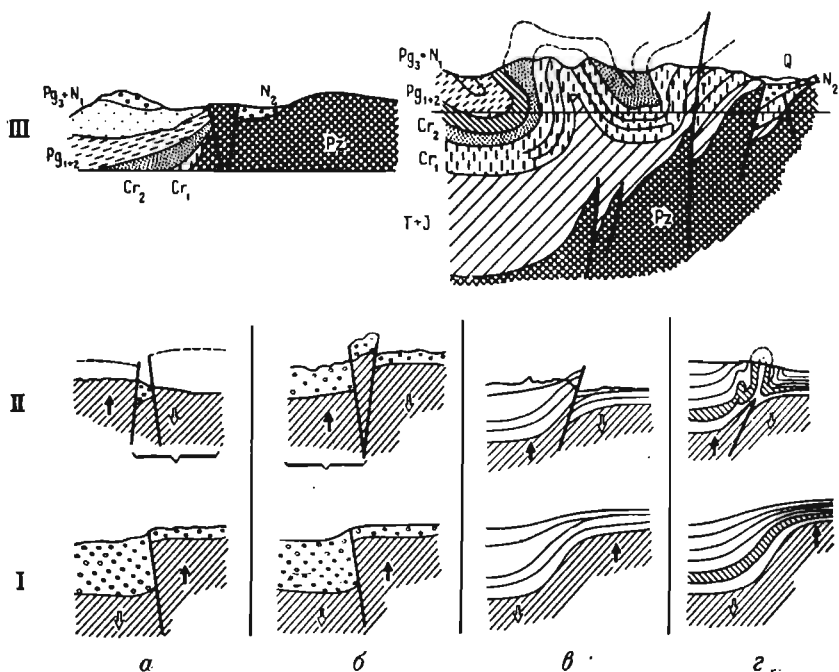 III
Pg₃+N₁
N₂
Pg₁₊₂
Cr₂
Cr₁
Pz
Pg₃+N₁
Pg₁₊₂
Cr₂
Cr₁
T+J
Pz
Q
N₂
II
I
а
б
в
г